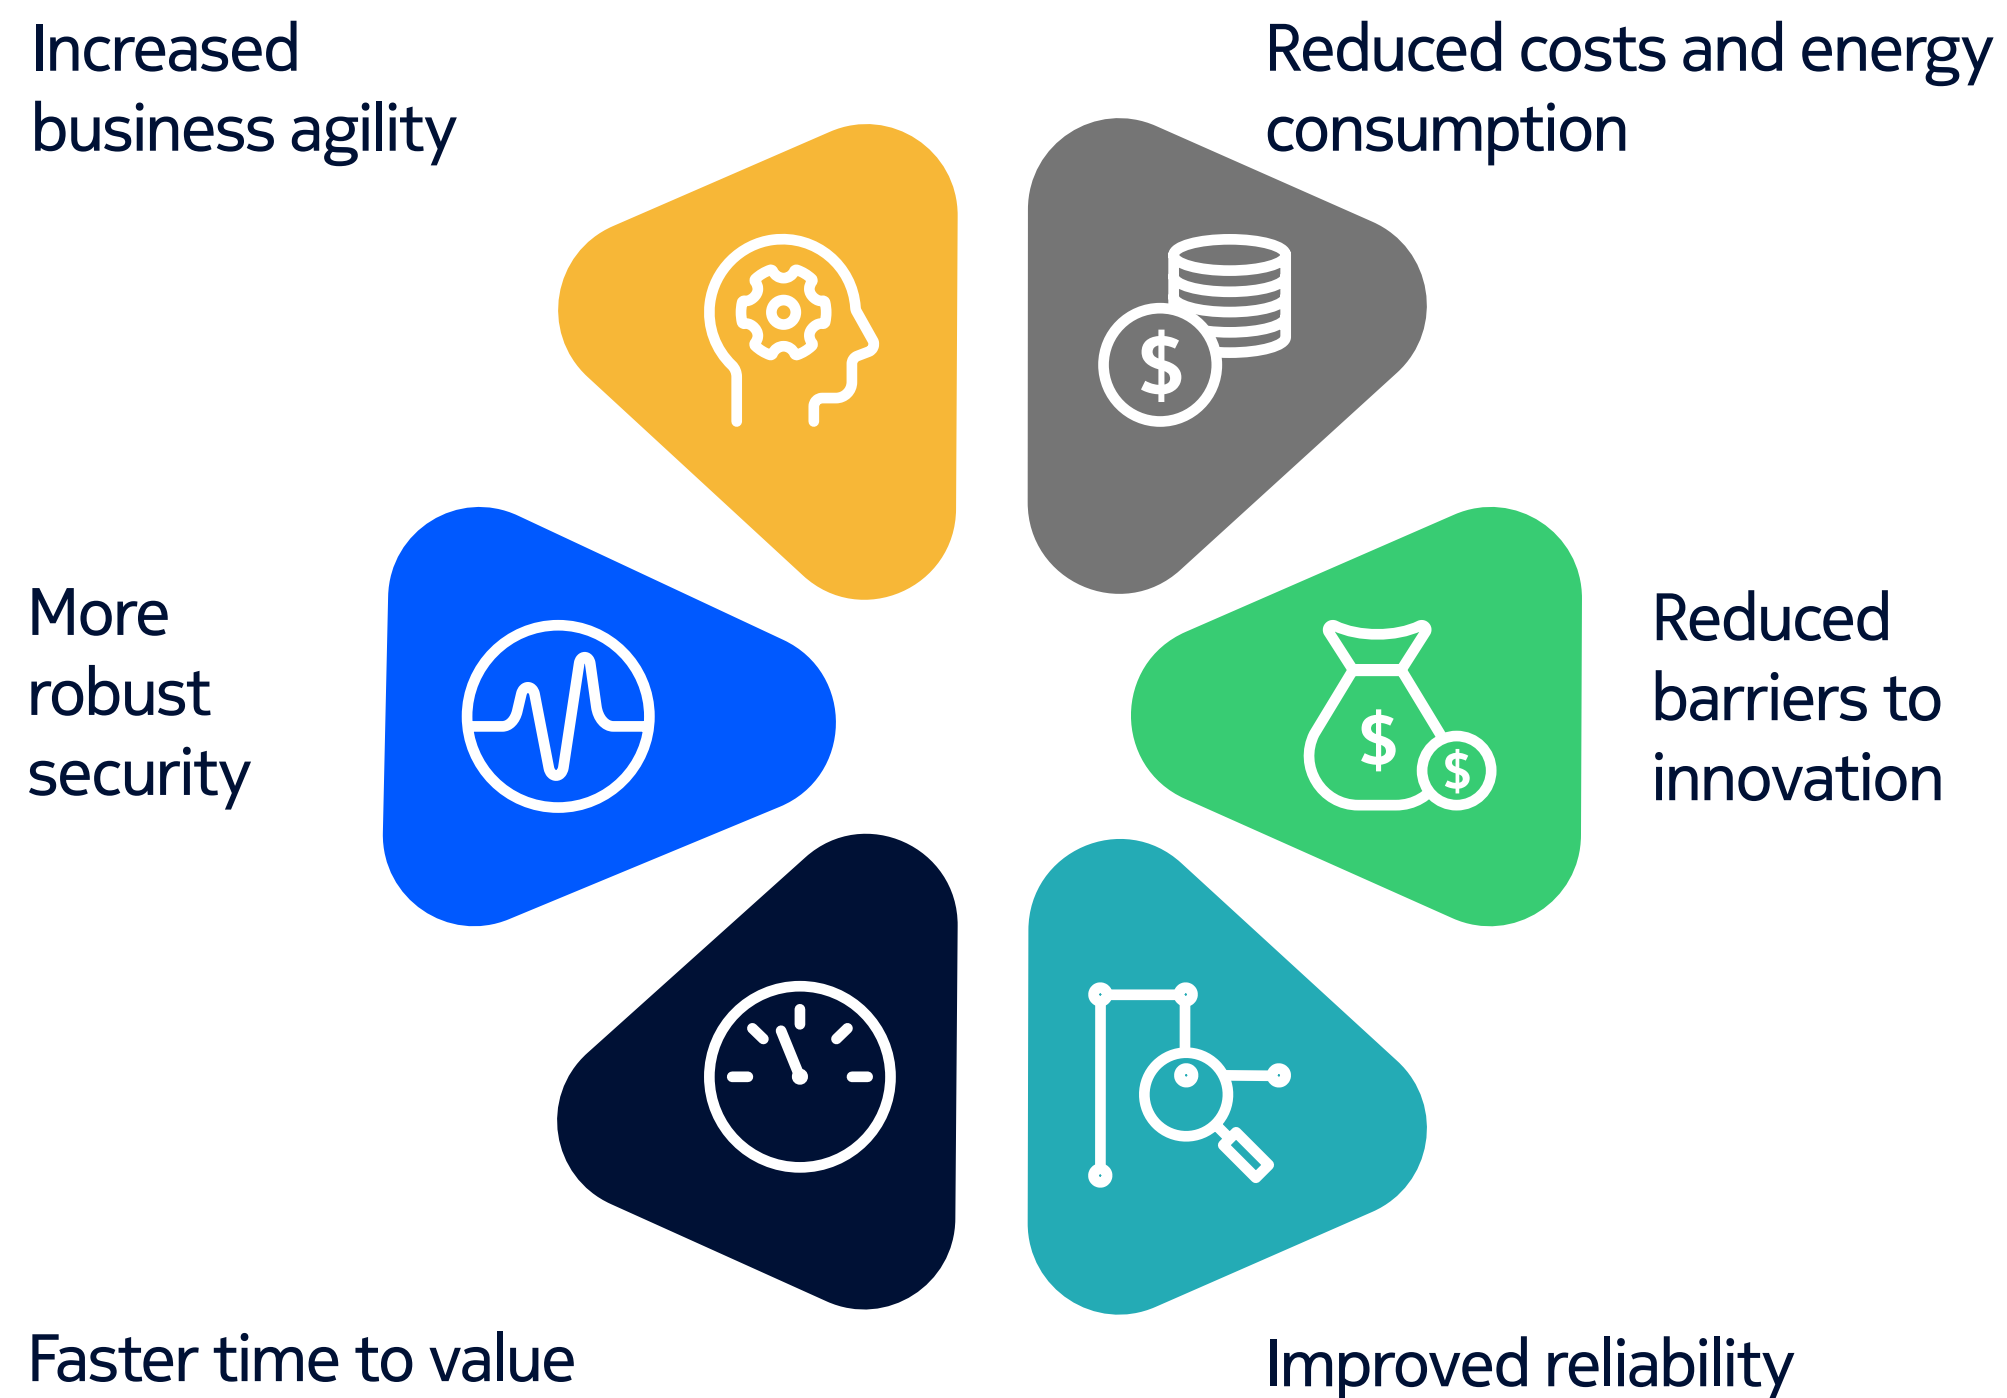 Increased
business agility
Reduced costs and energy
consumption
$
More
robust
security
Reduced
barriers to
innovation
$
$
Faster time to value
Improved reliability